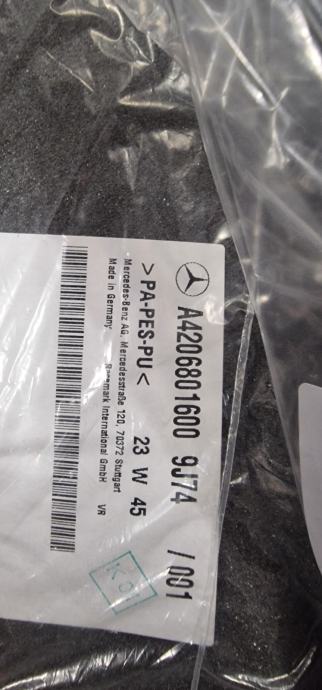 A4206801600 9J74 /001
>PA-PES-PU< 23 W 45
Mercedes-Benz AG, Mercedesstraße 120, 70372 Stuttgart
Made in Germany International GmbH VR